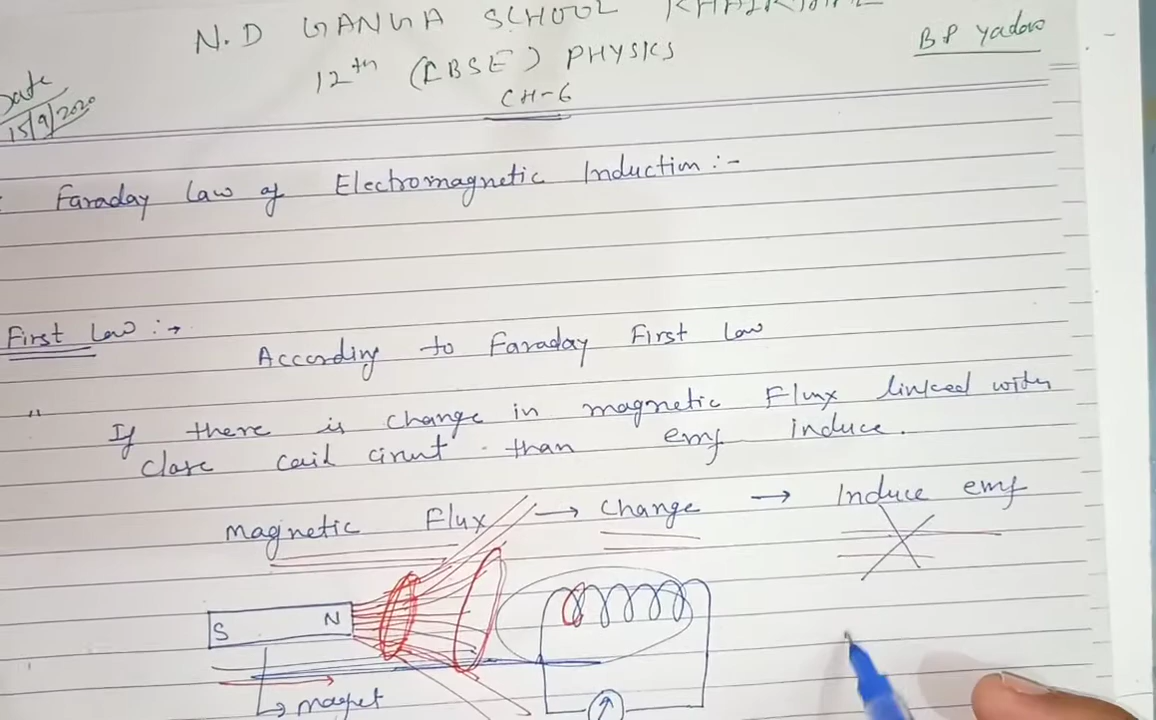 N.D GANGA SCHOOL
12th (CBSE) PHYSICS
BP Yadav
CH-6
Date
15/9/2020
Faraday Law of Electromagnetic Induction :-
First Law :→
According to Faraday First Law
"If there is change in magnetic Flux linked with
close coil cirut than emf induce.
Magnetic Flux → Change → Induce emf
S N
magnet